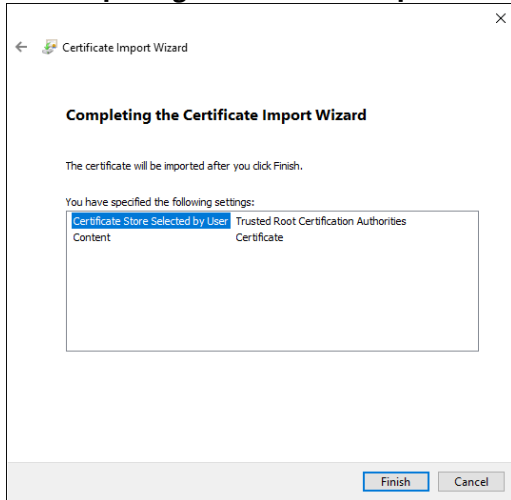 Certificate Import Wizard
Completing the Certificate Import Wizard
The certificate will be imported after you click Finish.
You have specified the following settings:
Certificate Store Selected by User Trusted Root Certification Authorities
Content Certificate
Finish Cancel